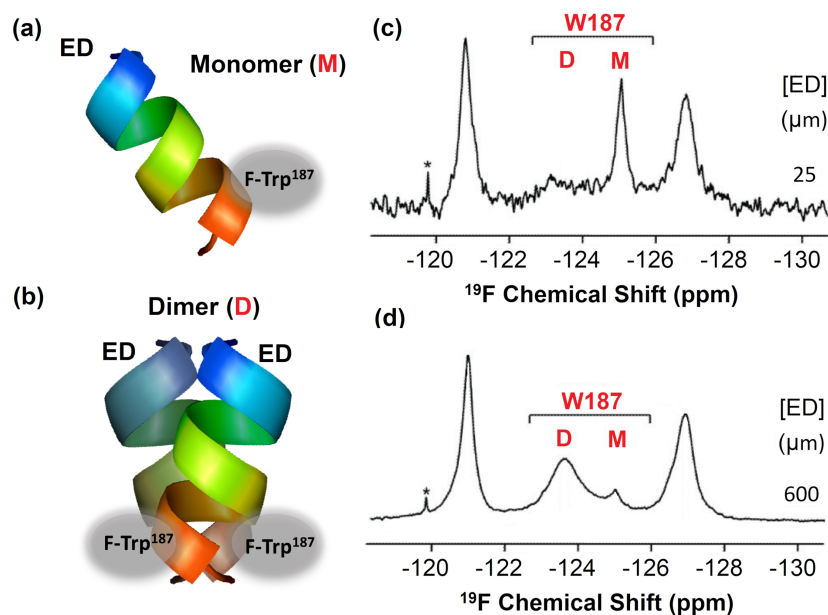 (a)
ED
Monomer (M)
F-Trp187
(b)
Dimer (D)
ED ED
F-Trp187 F-Trp187
(c)
W187
D M
[ED]
(µm)
25
*
-120 -122 -124 -126 -128 -130
19F Chemical Shift (ppm)
(d)
W187
D M
[ED]
(µm)
600
*
-120 -122 -124 -126 -128 -130
19F Chemical Shift (ppm)